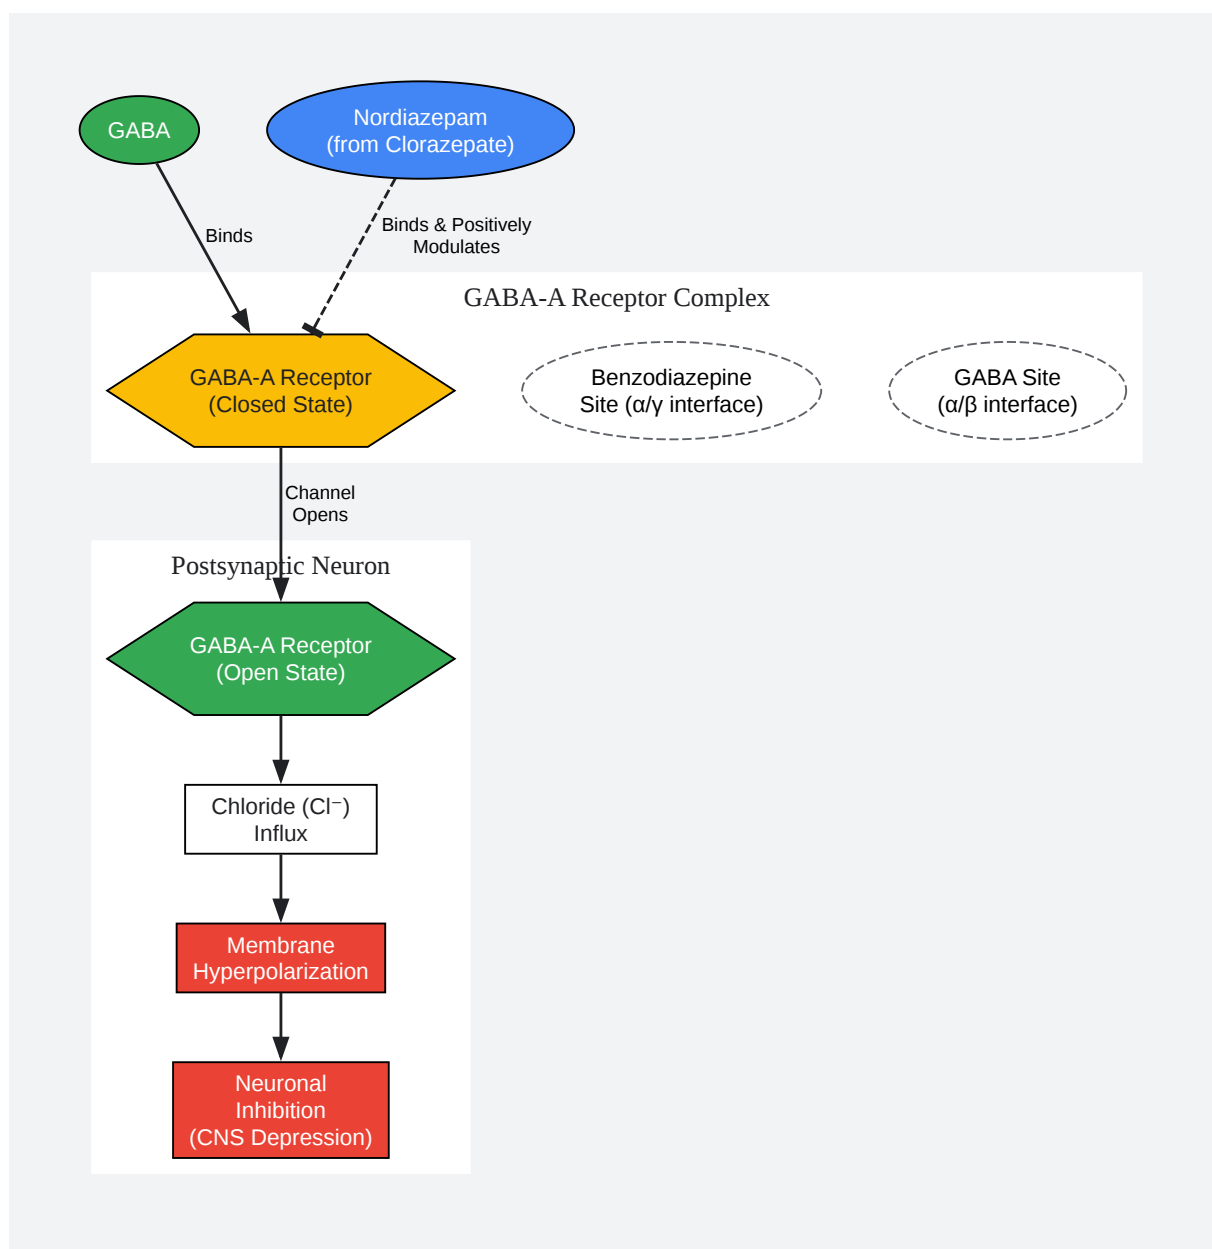 GABA
Nordiazepam
(from Clorazepate)
Binds
Binds & Positively
Modulates
GABA-A Receptor Complex
GABA-A Receptor
(Closed State)
Benzodiazepine
Site (α/γ interface)
GABA Site
(α/β interface)
Channel
Opens
Postsynaptic Neuron
GABA-A Receptor
(Open State)
Chloride (Cl⁻)
Influx
Membrane
Hyperpolarization
Neuronal
Inhibition
(CNS Depression)